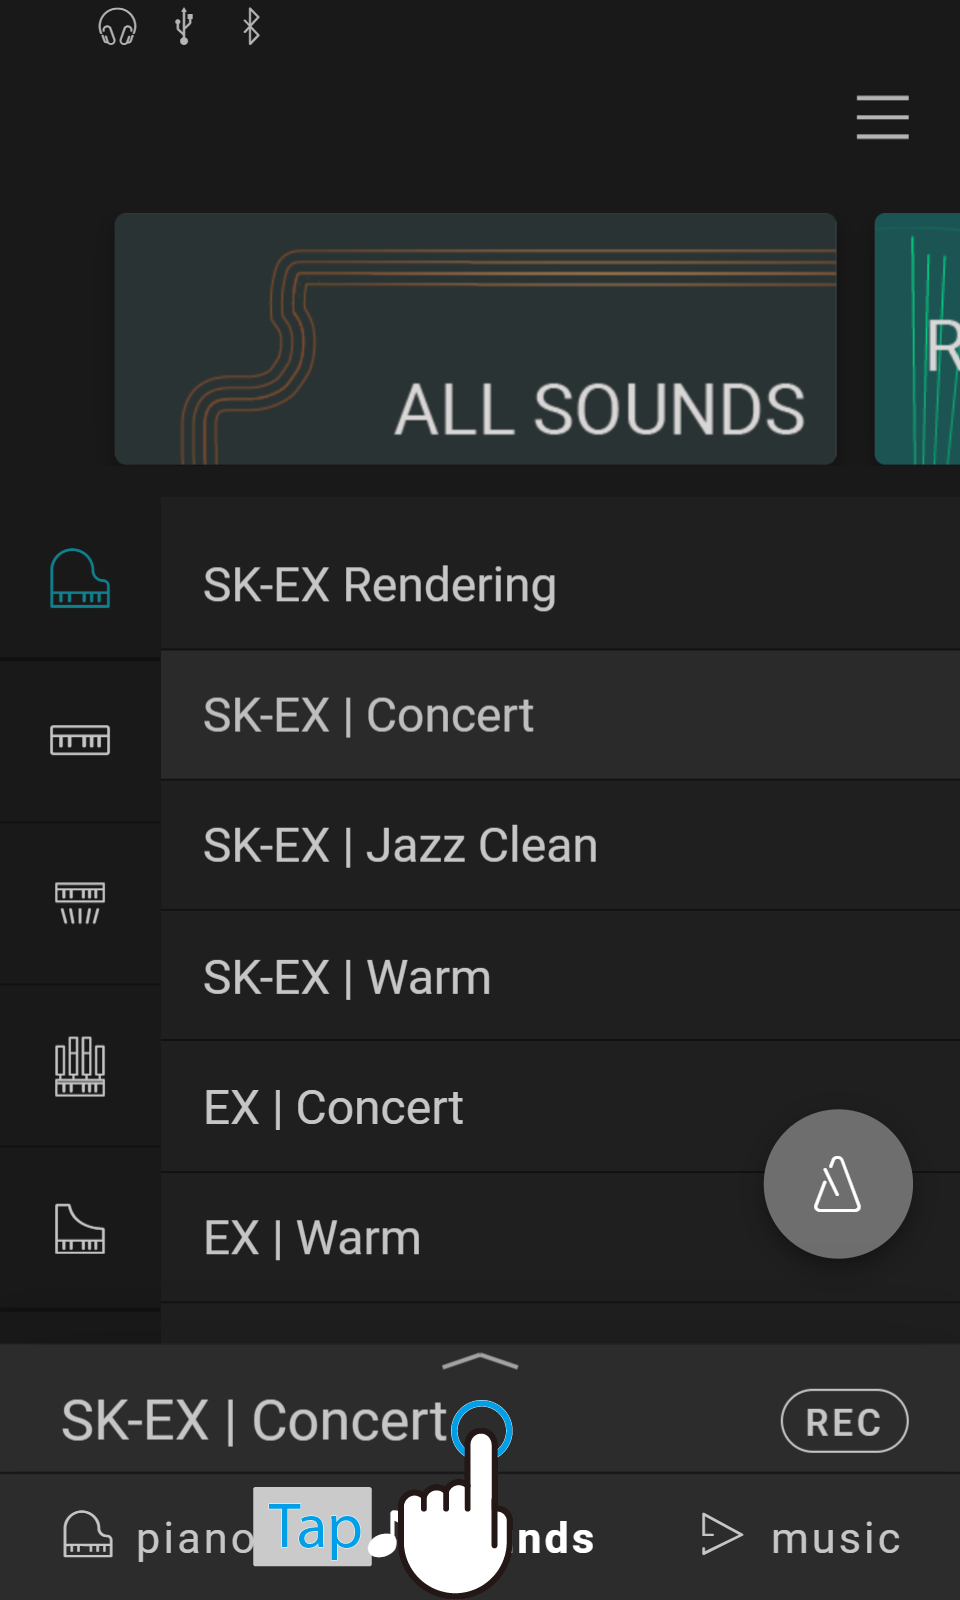 ALL SOUNDS
R
SK-EX Rendering
SK-EX | Concert
SK-EX | Jazz Clean
SK-EX | Warm
EX | Concert
EX | Warm
SK-EX | Concert
REC
piano
Tap
music